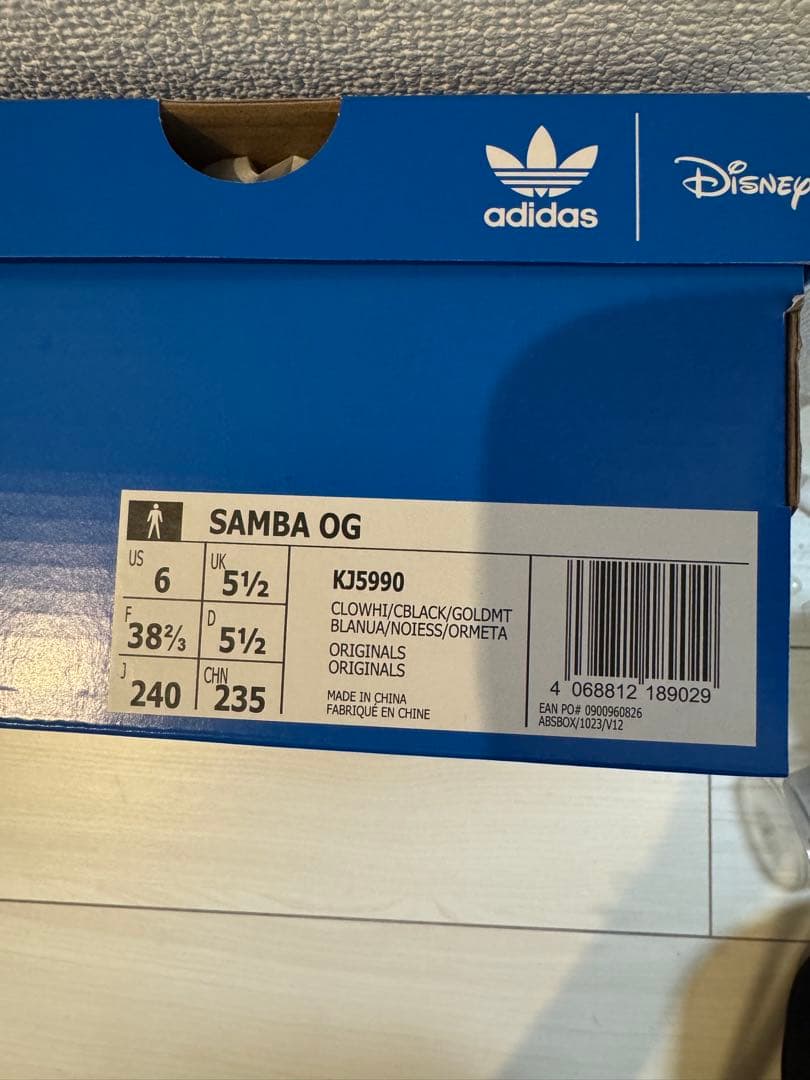 adidas
Disney
SAMBA OG
US 6
UK 5½
F 38⅔
D 5½
J 240
CHN 235
KJ5990
CLOWHI/CBLACK/GOLDMT
BLANUA/NOIESS/ORMETA
ORIGINALS
ORIGINALS
MADE IN CHINA
FABRIQUÉ EN CHINE
4 068812 189029
EAN PO# 0900960826
ABSBOX/1023/V12